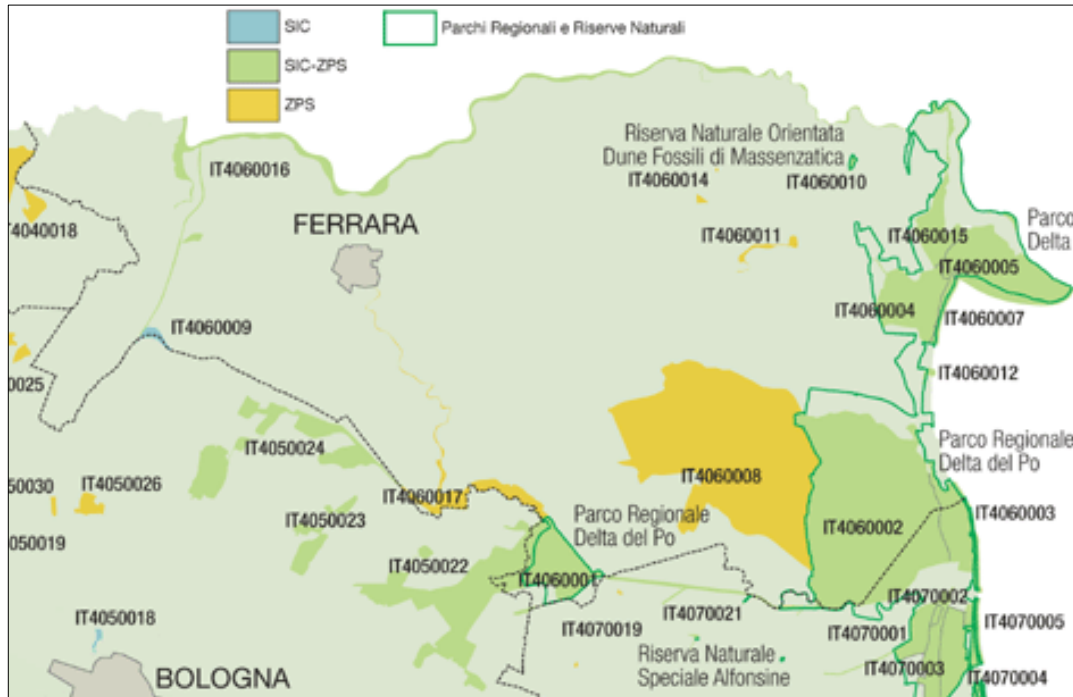 SIC
Parchi Regionali e Riserve Naturali
SIC-ZPS
ZPS
Riserva Naturale Orientata
Dune Fossili di Massenzatica
IT4060016
IT4060014
IT4060010
FERRARA
IT4040018
IT4060011
IT4060015
Parco
Delta
IT4060005
IT4060004
IT4060007
IT4060009
IT4060012
0025
IT4050024
Parco Regionale
Delta del Po
IT4060008
50030
IT4050026
IT4060017
IT4050023
Parco Regionale
Delta del Po
IT4060002
IT4060003
050019
IT4050022
IT4060001
IT4070002
IT4050018
IT4070021
IT4070019
IT4070001
IT4070005
Riserva Naturale
Speciale Alfonsine
IT4070003
IT4070004
BOLOGNA